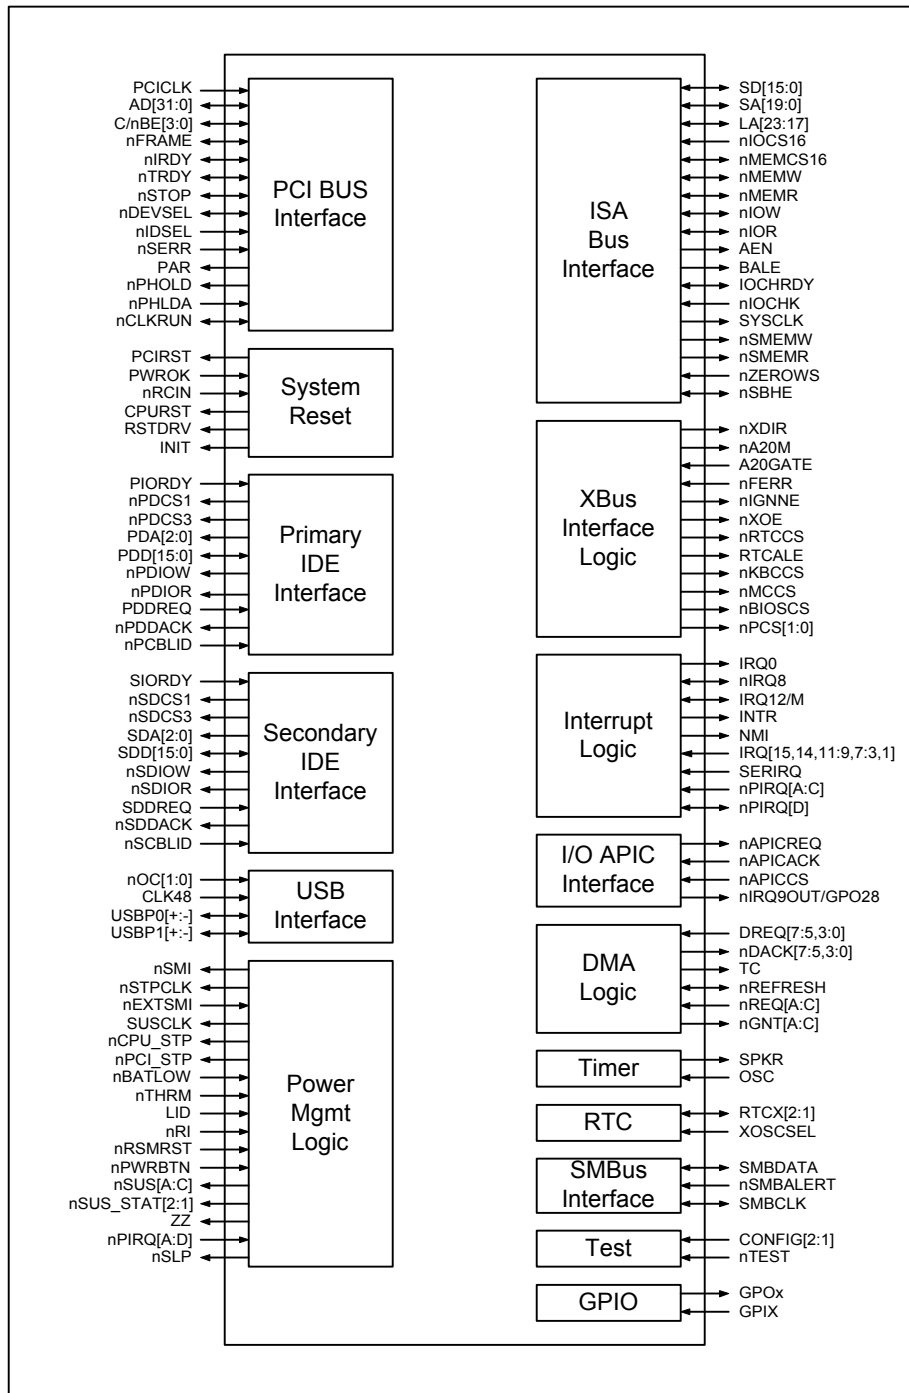 PCICLK
AD[31:0]
C/nBE[3:0]
nFRAME
nIRDY
nTRDY
nSTOP
nDEVSEL
nIDSEL
nSERR
PAR
nPHOLD
nPHLDA
nCLKRUN
PCI BUS
Interface
PCIRST
PWROK
nRCIN
CPURST
RSTDRV
INIT
System
Reset
PIORDY
nPDCS1
nPDCS3
PDA[2:0]
PDD[15:0]
nPDIOW
nPDIOR
PDDREQ
nPDDACK
nPCBLID
Primary
IDE
Interface
SIORDY
nSDCS1
nSDCS3
SDA[2:0]
SDD[15:0]
nSDIOW
nSDIOR
SDDREQ
nSDDACK
nSCBLID
Secondary
IDE
Interface
nOC[1:0]
CLK48
USBP0[+:-]
USBP1[+:-]
USB
Interface
nSMI
nSTPCLK
nEXTSMI
SUSCLK
nCPU_STP
nPCI_STP
nBATLOW
nTHRM
LID
nRI
nRSMRST
nPWRBTN
nSUS[A:C]
nSUS_STAT[2:1]
ZZ
nPIRQ[A:D]
nSLP
Power
Mgmt
Logic
ISA
Bus
Interface
SD[15:0]
SA[19:0]
LA[23:17]
nIOCS16
nMEMCS16
nMEMW
nMEMR
nIOW
nIOR
AEN
BALE
IOCHRDY
nIOCHK
SYSCLK
nSMEMW
nSMEMR
nZEROWS
nSBHE
XBus
Interface
Logic
nXDIR
nA20M
A20GATE
nFERR
nIGNNE
nXOE
nRTCCS
RTCALE
nKBCCS
nMCCS
nBIOSCS
nPCS[1:0]
Interrupt
Logic
IRQ0
nIRQ8
IRQ12/M
INTR
NMI
IRQ[15,14,11:9,7:3,1]
SERIRQ
nPIRQ[A:C]
nPIRQ[D]
I/O APIC
Interface
nAPICREQ
nAPICACK
nAPICCS
nIRQ9OUT/GPO28
DMA
Logic
DREQ[7:5,3:0]
nDACK[7:5,3:0]
TC
nREFRESH
nREQ[A:C]
nGNT[A:C]
Timer
SPKR
OSC
RTC
RTCX[2:1]
XOSCSEL
SMBus
Interface
SMBDATA
nSMBALERT
SMBCLK
Test
CONFIG[2:1]
nTEST
GPIO
GPOx
GPIX